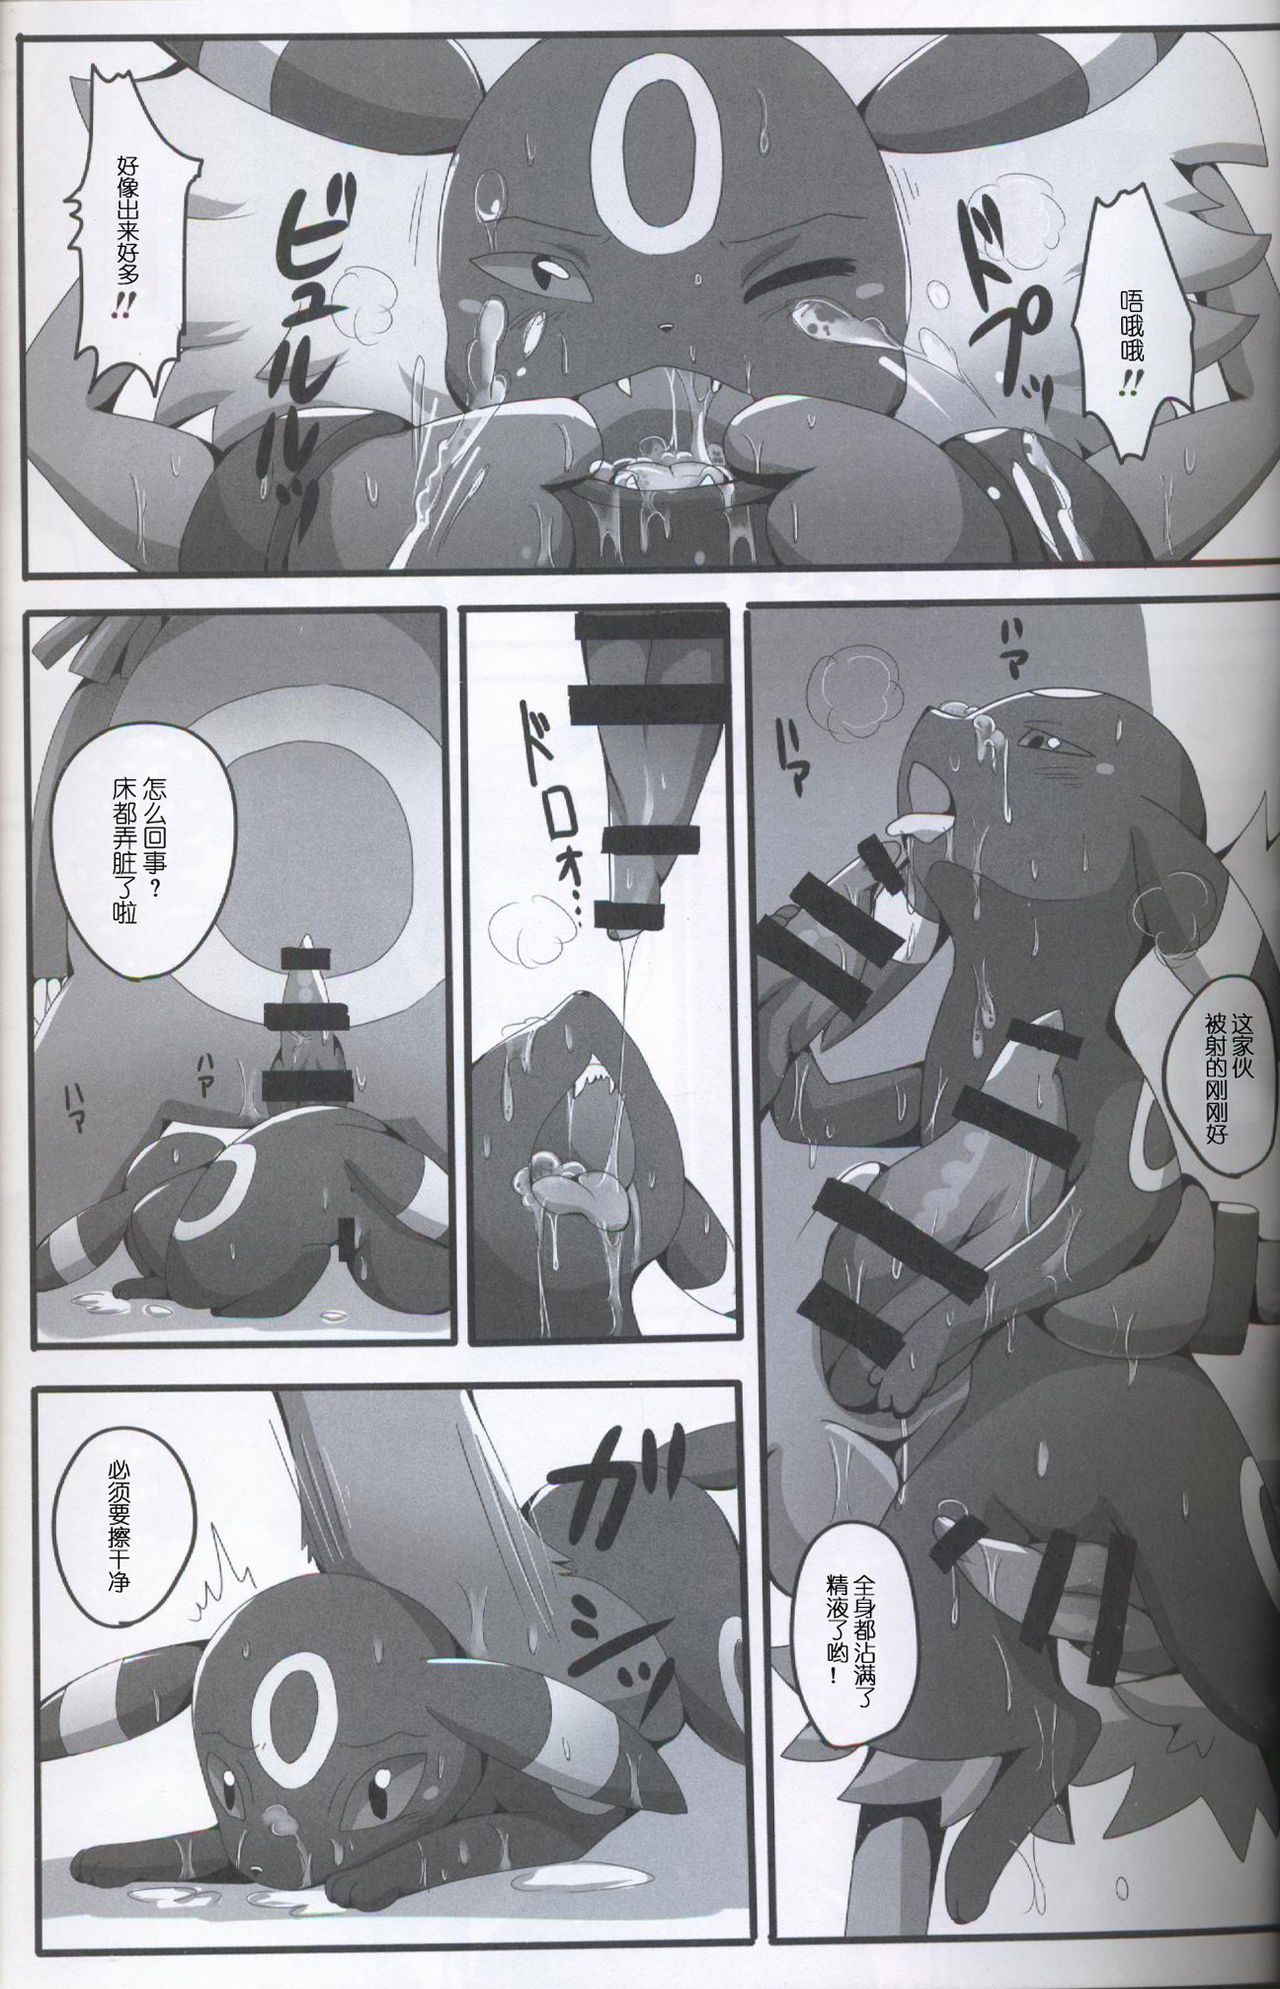 唔哦哦!!
ドプッ
好像出来好多!!
ビュルルル
ハァ
ハァ
这家伙
被射的刚刚好
全身都沾满了
精液了哟！
ドロォ…
怎么回事？
床都弄脏了啦
ハァ
ハァ
ガシッ
必须要擦干净